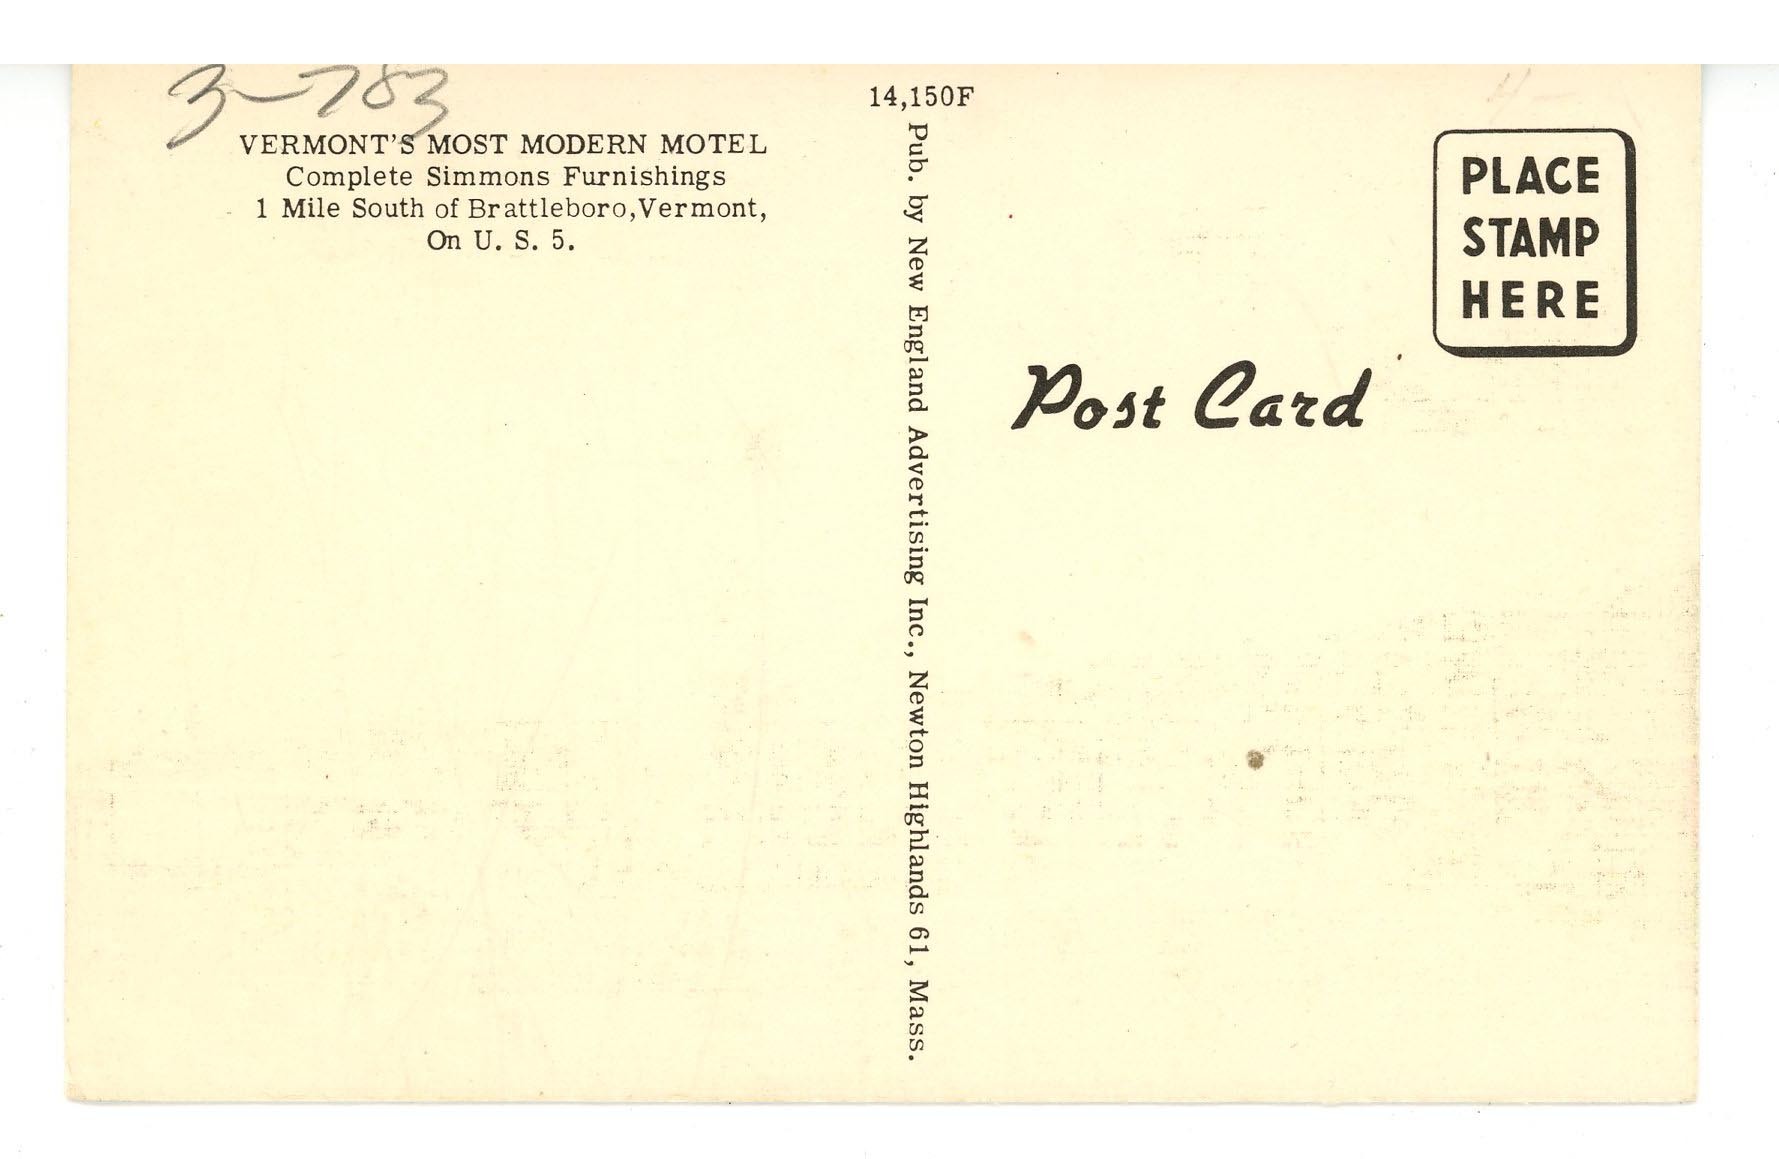 3-783
14,150F
VERMONT'S MOST MODERN MOTEL
Complete Simmons Furnishings
1 Mile South of Brattleboro,Vermont,
On U. S. 5.
Pub. by New England Advertising Inc., Newton Highlands 61, Mass.
PLACE
STAMP
HERE
Post Card